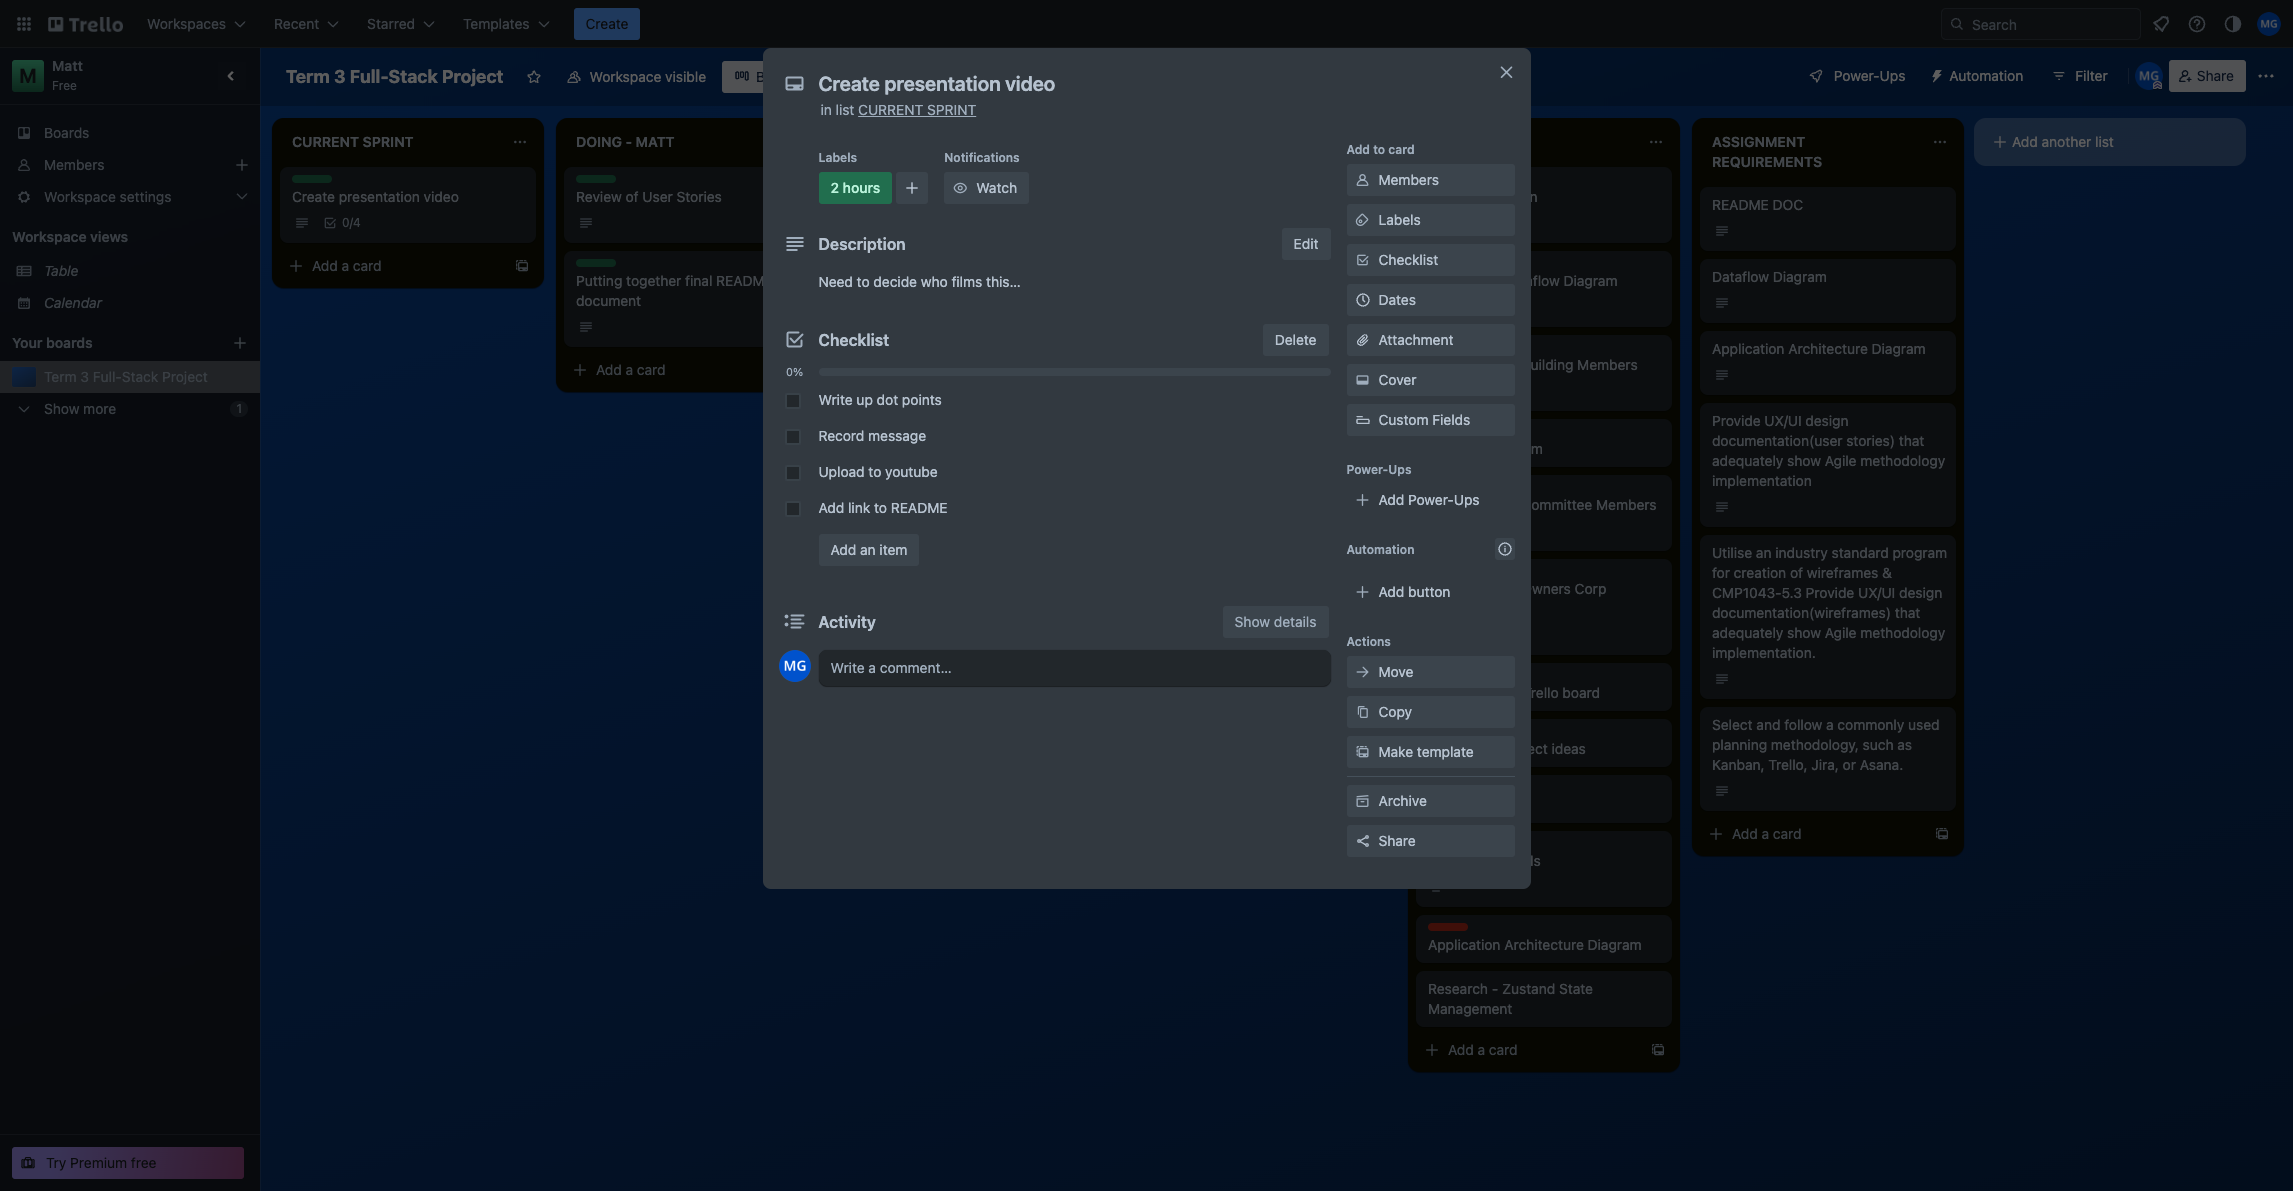 Trello
Workspaces
Recent
Starred
Templates
Create
Search
MG
M
Matt
Free
Boards
Members
Workspace settings
Workspace views
Table
Calendar
Your boards
Term 3 Full-Stack Project
Show more
1
Try Premium free
Term 3 Full-Stack Project
Workspace visible
Power-Ups
Automation
Filter
MG
Share
CURRENT SPRINT
Create presentation video
0/4
Add a card
DOING - MATT
Review of User Stories
Putting together final READM
document
Add a card
Create presentation video
in list CURRENT SPRINT
Labels
2 hours
Notifications
Watch
Description
Edit
Need to decide who films this...
Checklist
Delete
0%
Write up dot points
Record message
Upload to youtube
Add link to README
Add an item
Activity
Show details
MG
Write a comment...
Add to card
Members
Labels
Checklist
Dates
Attachment
Cover
Custom Fields
Power-Ups
Add Power-Ups
Automation
Add button
Actions
Move
Copy
Make template
Archive
Share
Diagram
Members
ommittee Members
wners Corp
board
ideas
Application Architecture Diagram
Research - Zustand State
Management
Add a card
ASSIGNMENT
REQUIREMENTS
README DOC
Dataflow Diagram
Application Architecture Diagram
Provide UX/UI design
documentation(user stories) that
adequately show Agile methodology
implementation
Utilise an industry standard program
for creation of wireframes &
CMP1043-5.3 Provide UX/UI design
documentation(wireframes) that
adequately show Agile methodology
implementation.
Select and follow a commonly used
planning methodology, such as
Kanban, Trello, Jira, or Asana.
Add a card
Add another list